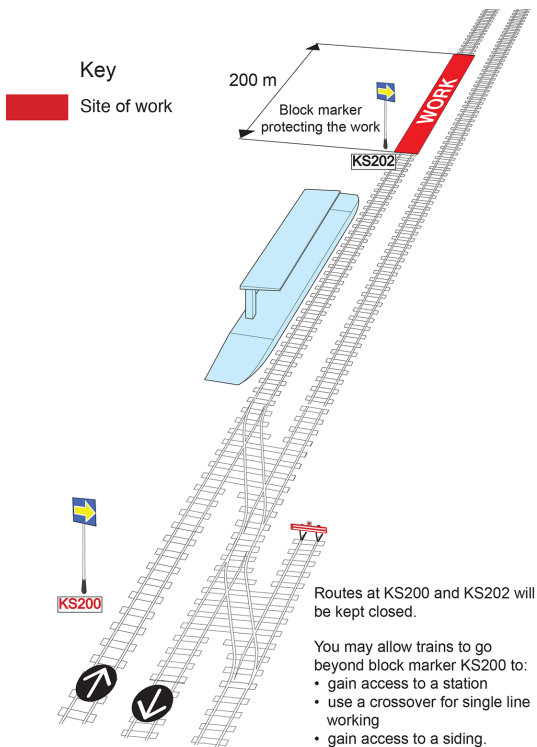 Key
Site of work
200 m
Block marker
protecting the work
WORK
KS202
KS200
Routes at KS200 and KS202 will
be kept closed.
You may allow trains to go
beyond block marker KS200 to:
• gain access to a station
• use a crossover for single line
working
• gain access to a siding.